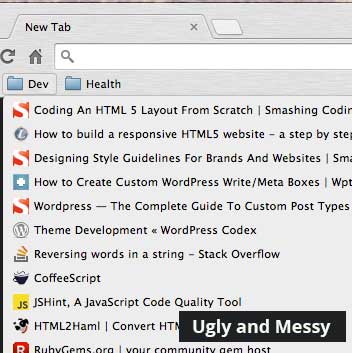 New Tab
Dev
Health
Coding An HTML 5 Layout From Scratch | Smashing Codin
How to build a responsive HTML5 website – a step by step
Designing Style Guidelines For Brands And Websites | Sma
How to Create Custom WordPress Write/Meta Boxes | Wpt
Wordpress — The Complete Guide To Custom Post Types
Theme Development « WordPress Codex
Reversing words in a string - Stack Overflow
CoffeeScript
JS
JSHint, A JavaScript Code Quality Tool
HTML2Haml | Convert HTM
Ugly and Messy
R
RubyGems.org | your community gem host